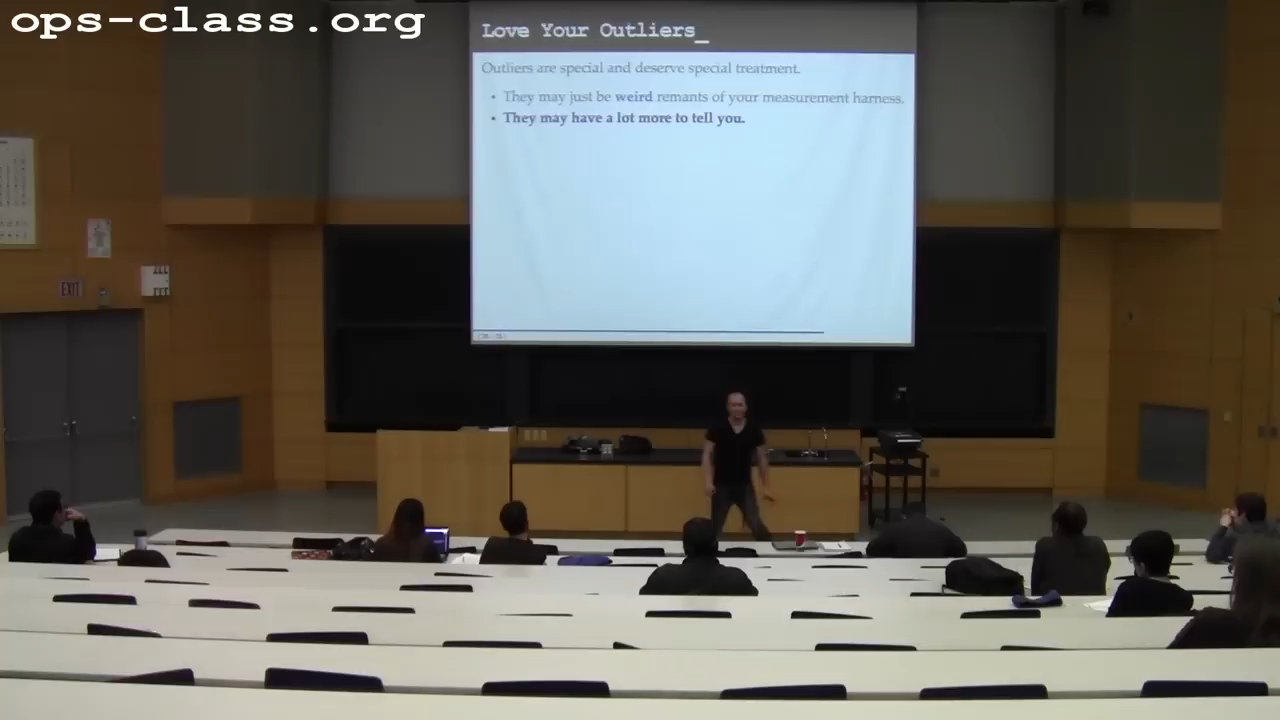 ops-class.org
Love Your Outliers_
Outliers are special and deserve special treatment.
• They may just be weird remants of your measurement harness.
• They may have a lot more to tell you.
EXIT